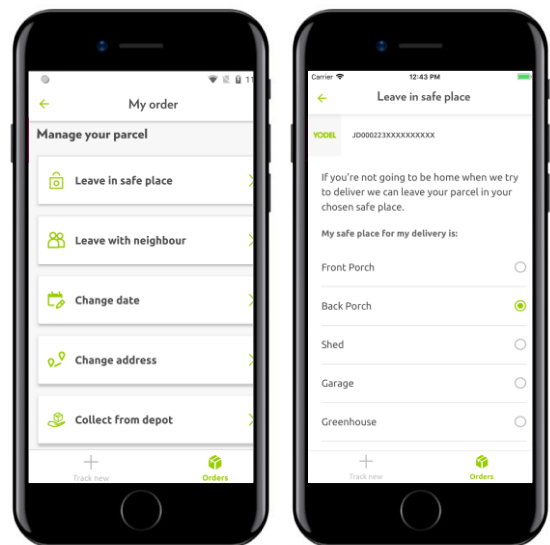 11
My order
Manage your parcel
Leave in safe place
Leave with neighbour
Change date
Change address
Collect from depot
Track new
Orders
Carrier 12:43 PM
Leave in safe place
YODEL JD000223XXXXXXXXXX
If you're not going to be home when we try
to deliver we can leave your parcel in your
chosen safe place.
My safe place for my delivery is:
Front Porch
Back Porch
Shed
Garage
Greenhouse
Track new
Orders